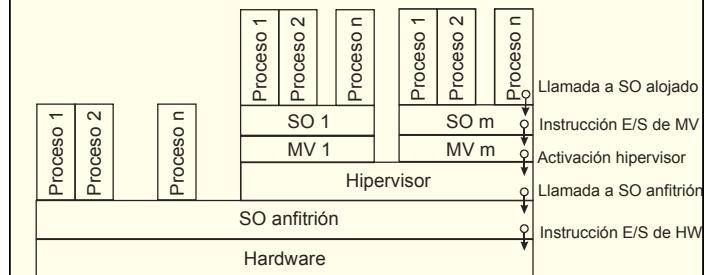 Proceso 1
Proceso 2
Proceso n
Proceso 1
Proceso 2
Proceso n
Llamada a SO alojado
SO 1
SO m
Instrucción E/S de MV
MV 1
MV m
Activación hipervisor
Proceso 1
Proceso 2
Proceso n
Hipervisor
Llamada a SO anfitrión
SO anfitrión
Instrucción E/S de HW
Hardware